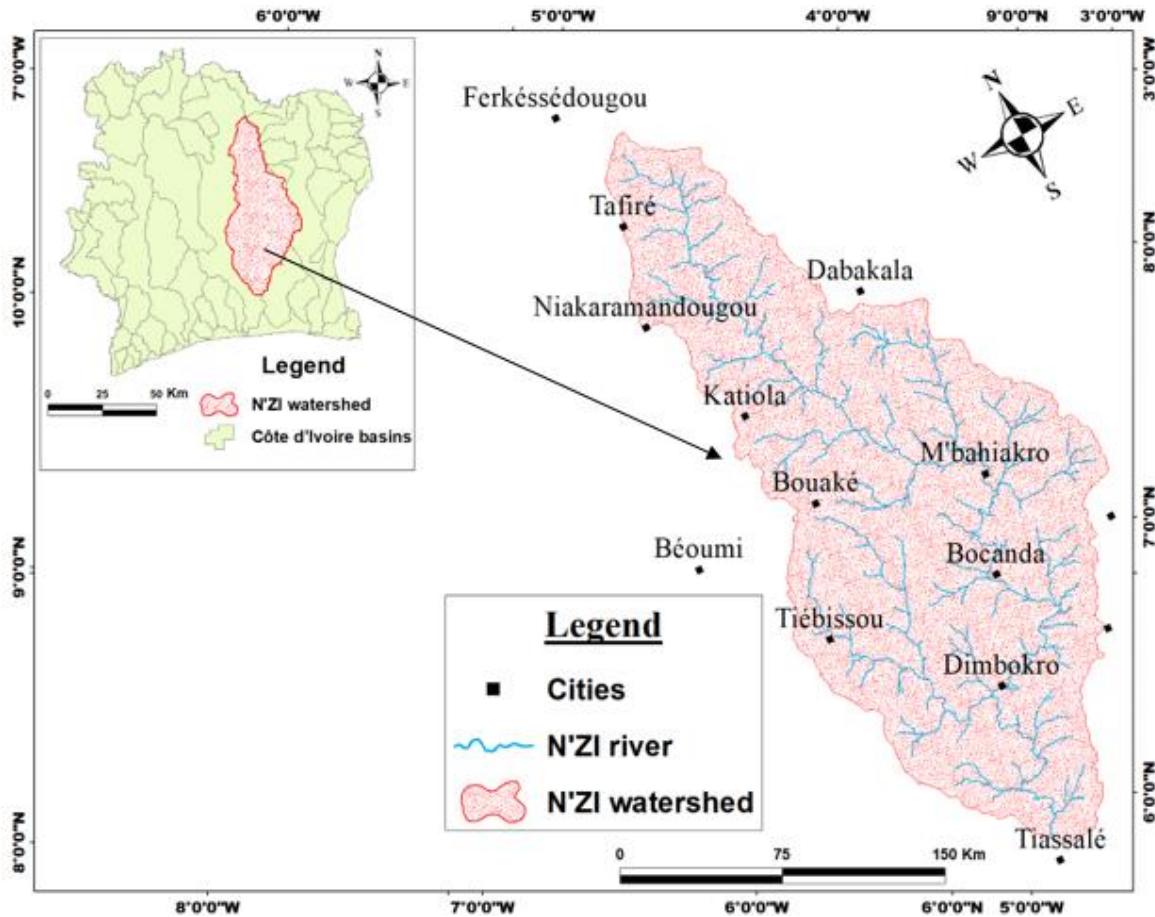 6°0'0"W 5°0'0"W 4°0'0"W 9°0'0"N 3°0'0"W
7°0'0"W
10°0'0"N
9°0'0"N
8°0'0"N
3°0'0"W
8°0'0"N
7°0'0"N
6°0'0"N
N
W E
S
Legend
0 25 50 Km
N'ZI watershed
Côte d'Ivoire basins
N
E
W
S
Ferkéssédougou
Tafiré
Dabakala
Niakaramandougou
Katiola
M'bahiakro
Bouaké
Béoumi
Bocanda
Tiébissou
Dimbokro
Tiassalé
Legend
Cities
N'ZI river
N'ZI watershed
0 75 150 Km
8°0'0"W 7°0'0"W 6°0'0"W 6°0'0"N 5°0'0"W